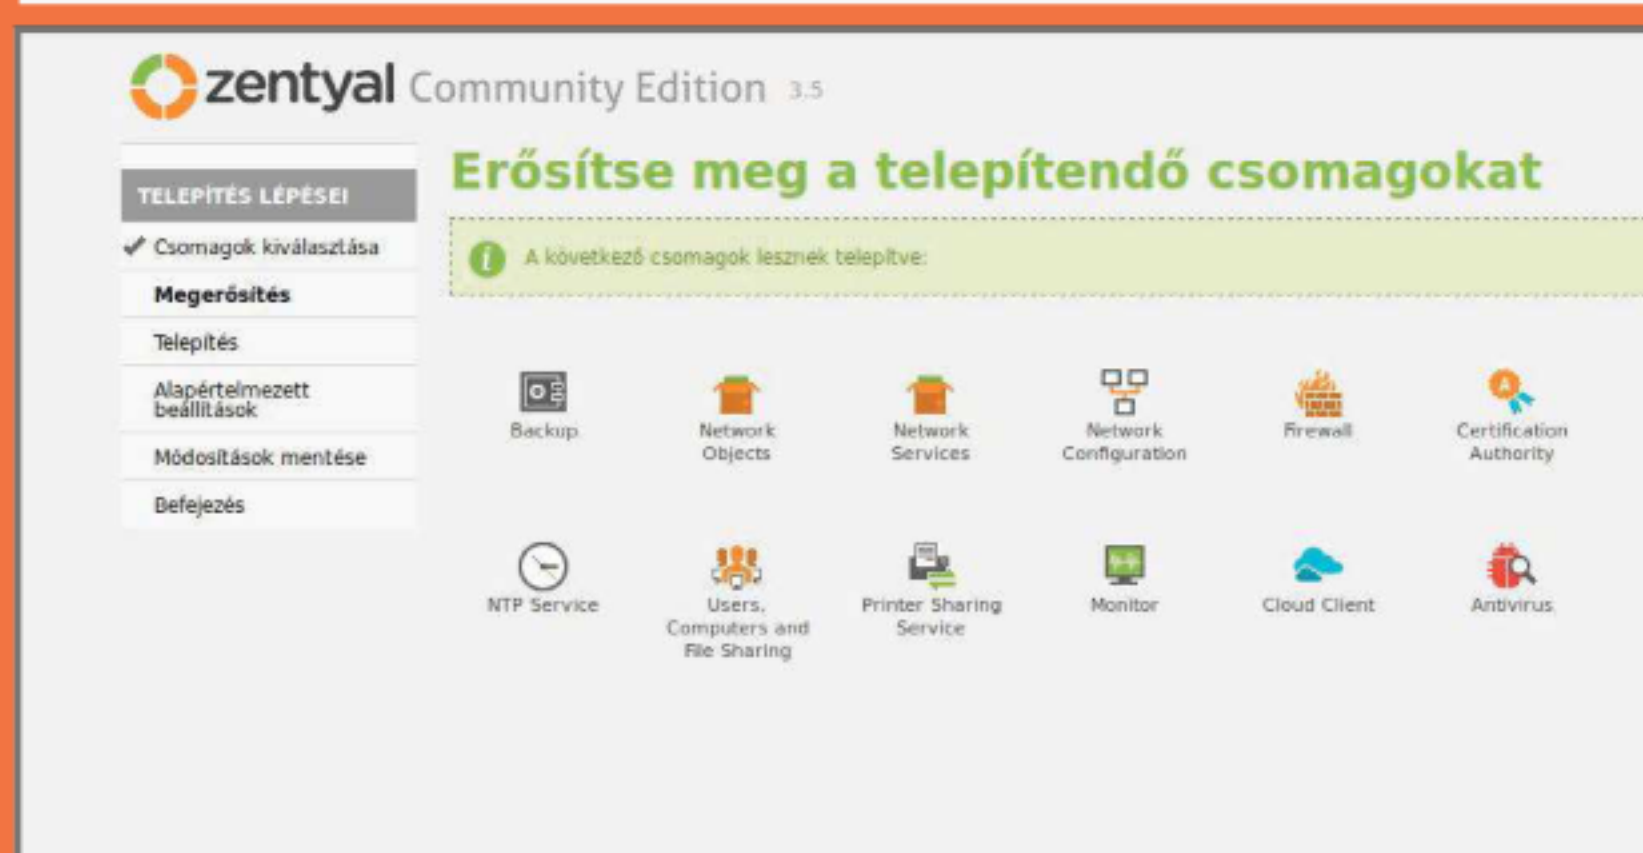 zentyal Community Edition 3.5
TELEPÍTÉS LÉPÉSEI
Csomagok kiválasztása
Megerősítés
Telepítés
Alapértelmezett
beállítások
Módosítások mentése
Befejezés
Erősítse meg a telepítendő csomagokat
A következő csomagok lesznek telepítve:
Backup
Network
Objects
Network
Services
Network
Configuration
Firewall
Certification
Authority
NTP Service
Users,
Computers and
File Sharing
Printer Sharing
Service
Monitor
Cloud Client
Antivirus